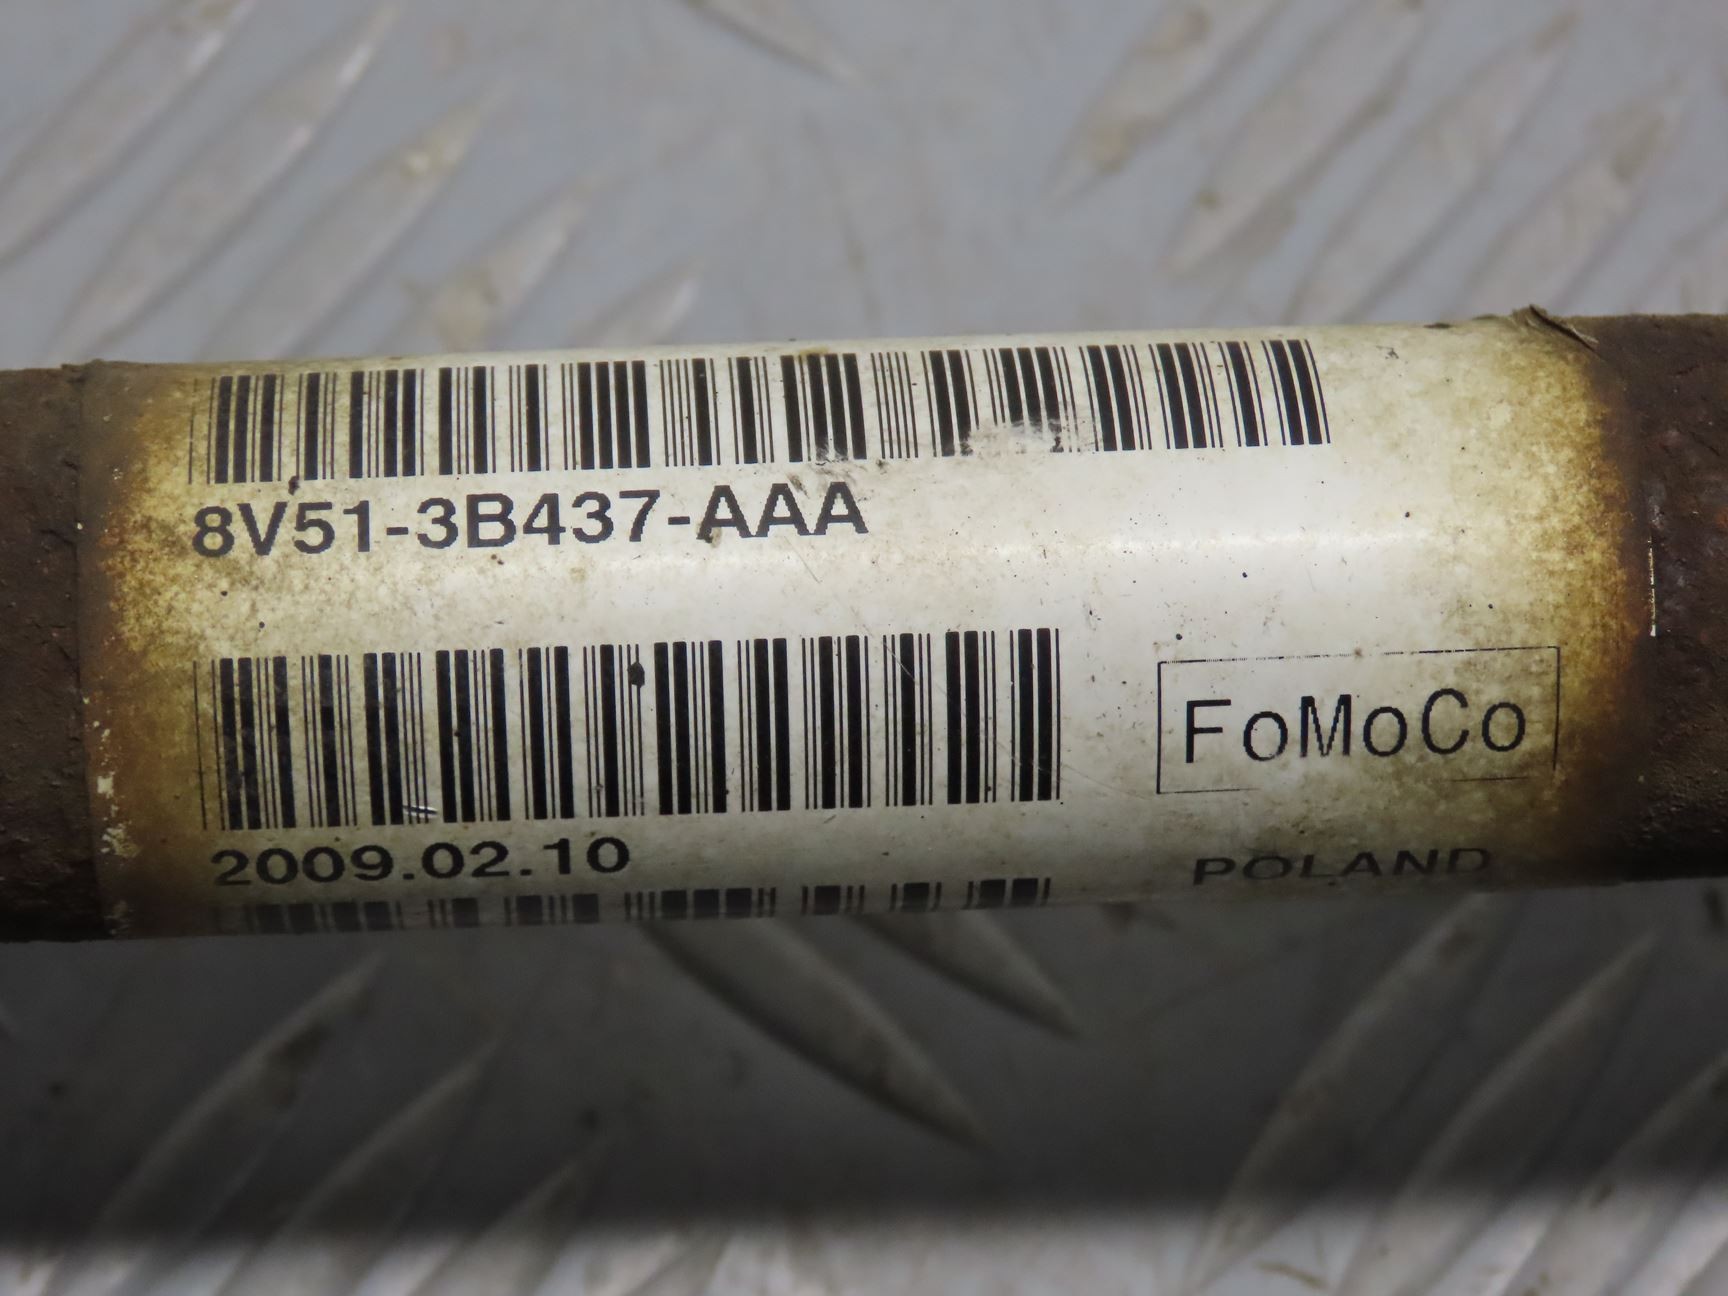 8V51-3B437-AAA
FoMoCo
2009.02.10
POLAND